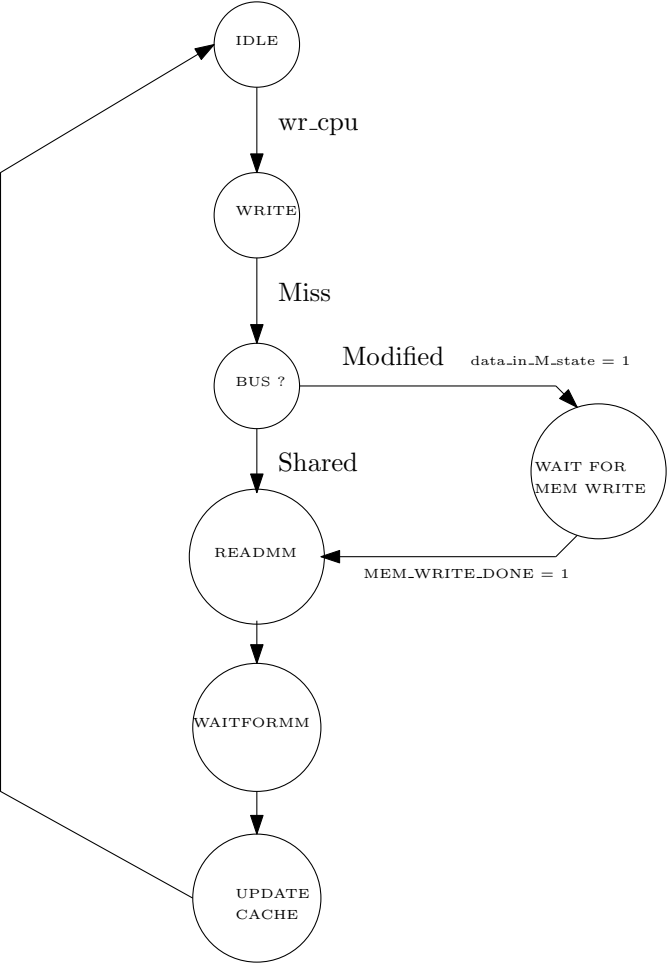 IDLE
wr_cpu
WRITE
Miss
BUS ?
Modified
data_in_M_state = 1
Shared
WAIT FOR
MEM WRITE
READMM
MEM_WRITE_DONE = 1
WAITFORMM
UPDATE
CACHE